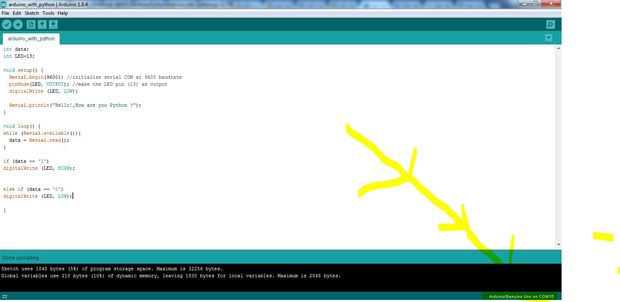 arduino_with_python | Arduino 1.8.4
File Edit Sketch Tools Help
arduino_with_python
int data;
int LED=13;
void setup() {
Serial.begin(9600); //initialize serial COM at 9600 baudrate
pinMode(LED, OUTPUT); //make the LED pin (13) as output
digitalWrite (LED, LOW);
Serial.println("Hello!,How are you Python ?");
}
void loop() {
while (Serial.available()){
data = Serial.read();
}
if (data == '1')
digitalWrite (LED, HIGH);
else if (data == '0')
digitalWrite (LED, LOW);
}
Done uploading
Sketch uses 1848 bytes (5%) of program storage space. Maximum is 32256 bytes.
Global variables use 218 bytes (10%) of dynamic memory, leaving 1830 bytes for local variables. Maximum is 2048 bytes.
22
Arduino/Genuino Uno on COM15